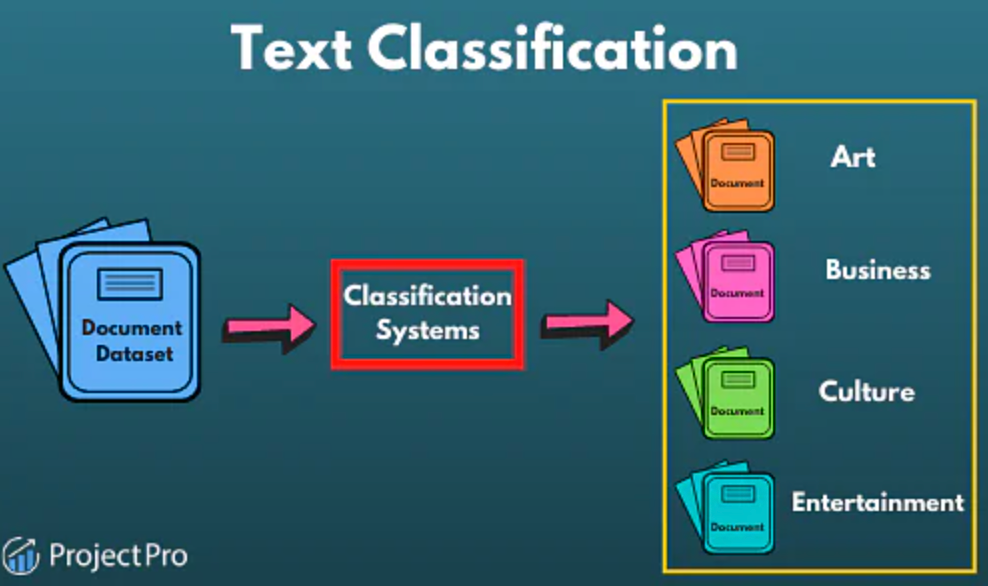 Text Classification
Document
Dataset
Classification
Systems
Document
Art
Document
Business
Document
Culture
Document
Entertainment
ProjectPro